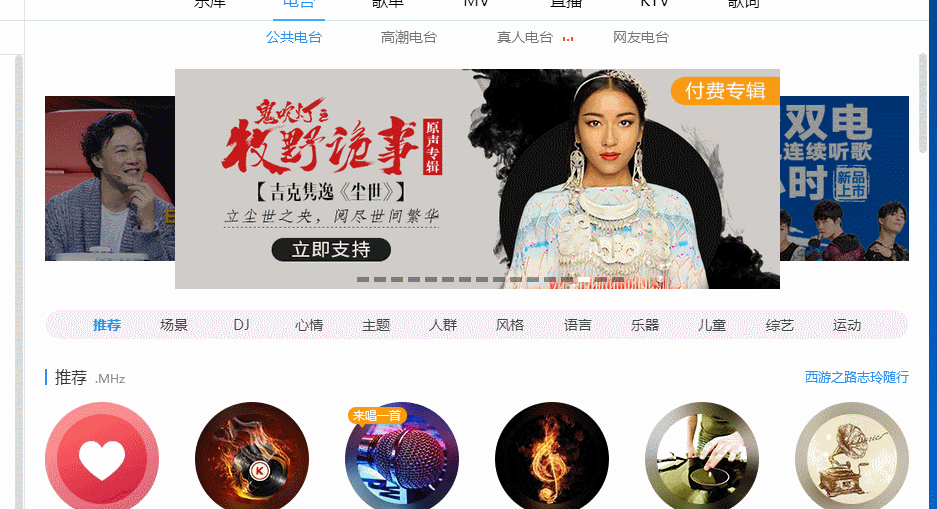 乐库 电台 歌单 MV 直播 KTV 歌词
公共电台 高潮电台 真人电台 网友电台
付费专辑
鬼吹灯之
牧野诡事
原声专辑
【吉克隽逸《尘世》】
立尘世之央，阅尽世间繁华
立即支持
双电
连续听歌
小时
新品
上市
推荐 场景 DJ 心情 主题 人群 风格 语言 乐器 儿童 综艺 运动
推荐 .MHz
西游之路志玲随行
来唱一首
K
Music